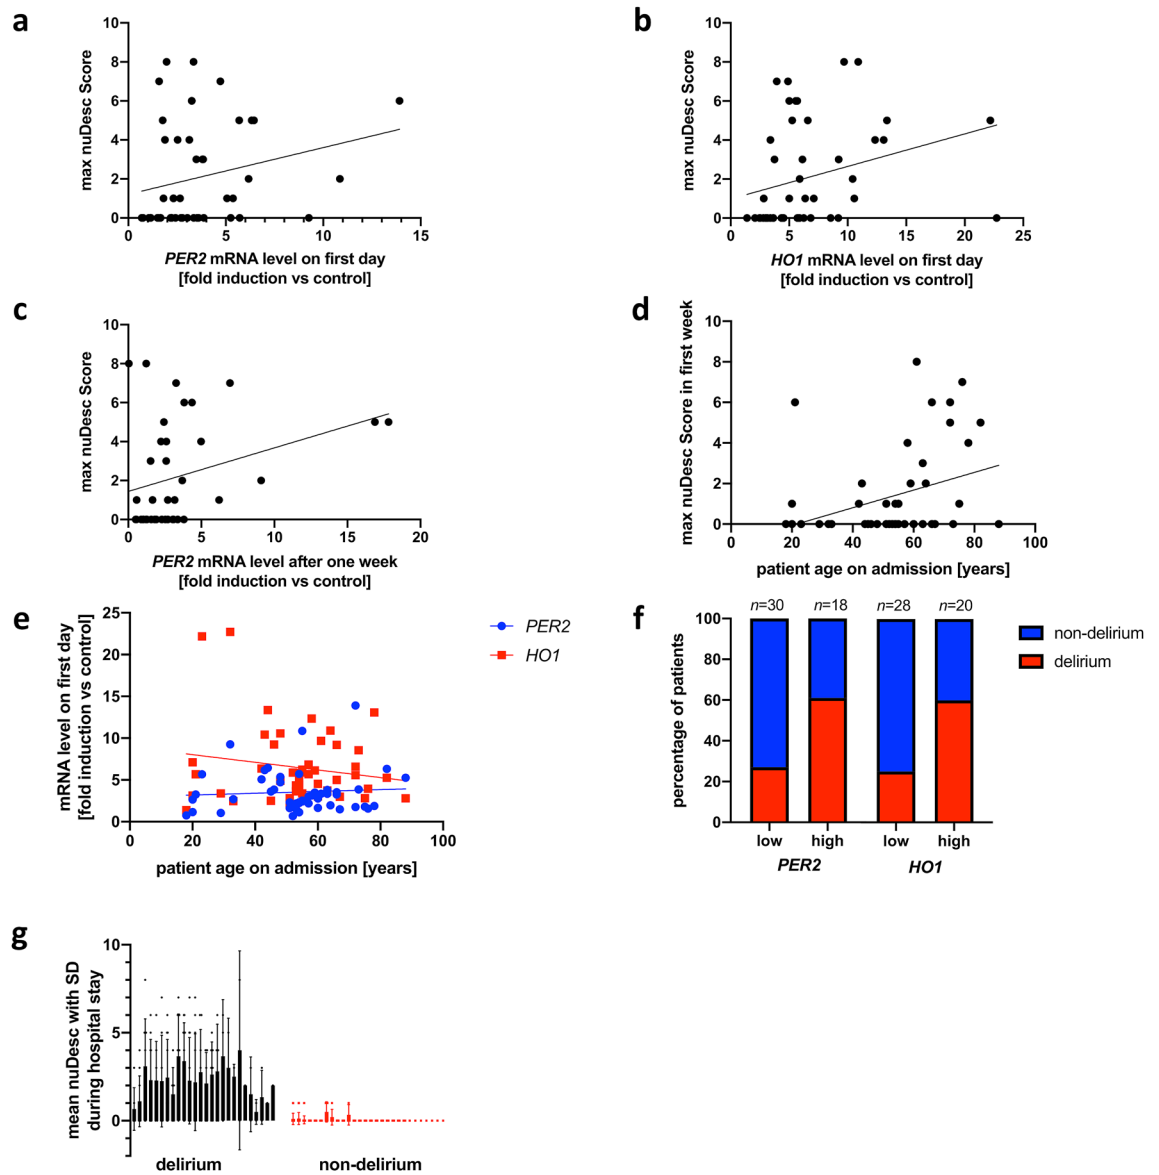 a
max nuDesc Score
10
8
6
4
2
0
0
5
10
15
PER2 mRNA level on first day
[fold induction vs control]
b
max nuDesc Score
10
8
6
4
2
0
0
5
10
15
20
25
HO1 mRNA level on first day
[fold induction vs control]
c
max nuDesc Score
10
8
6
4
2
0
0
5
10
15
20
PER2 mRNA level after one week
[fold induction vs control]
d
max nuDesc Score in first week
10
8
6
4
2
0
0
20
40
60
80
100
patient age on admission [years]
e
mRNA level on first day
[fold induction vs control]
25
20
15
10
5
0
0
20
40
60
80
100
patient age on admission [years]
PER2
HO1
f
percentage of patients
100
80
60
40
20
0
n=30
n=18
n=28
n=20
low
high
low
high
PER2
HO1
non-delirium
delirium
g
mean nuDesc with SD
during hospital stay
10
5
0
delirium
non-delirium